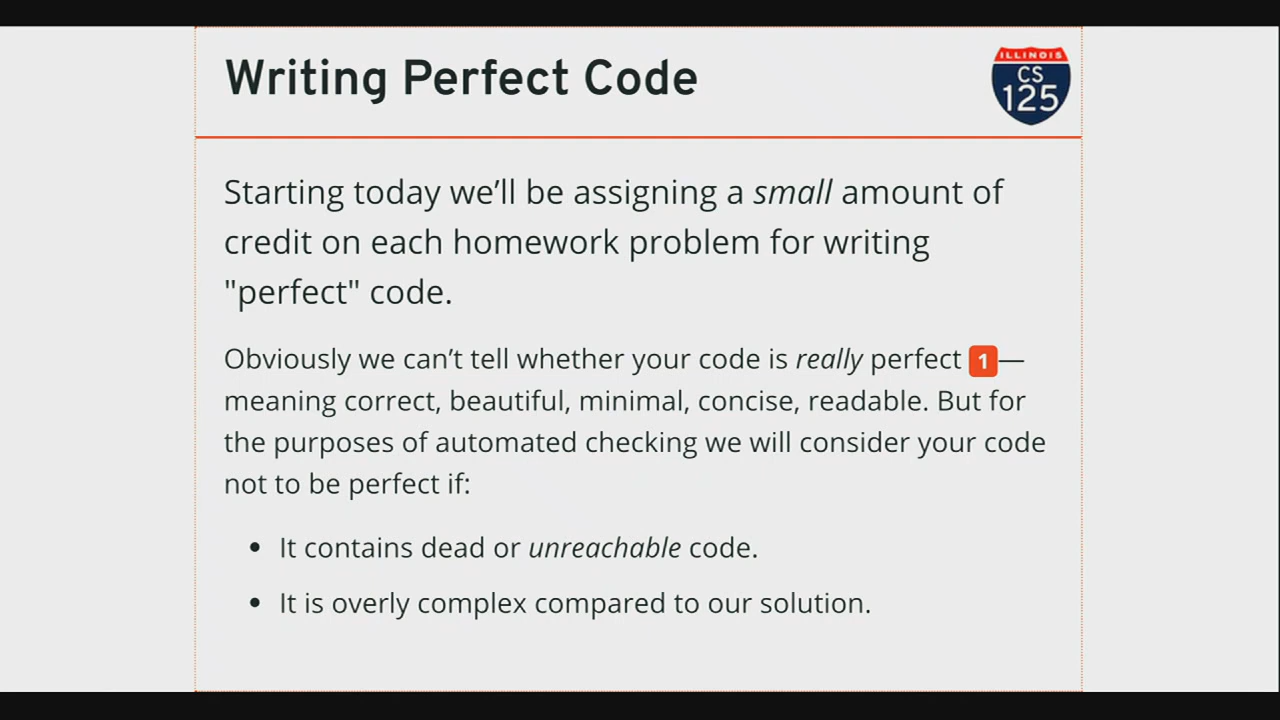 Writing Perfect Code
ILLINOIS
CS
125
Starting today we’ll be assigning a small amount of
credit on each homework problem for writing
"perfect" code.
Obviously we can’t tell whether your code is really perfect 1—
meaning correct, beautiful, minimal, concise, readable. But for
the purposes of automated checking we will consider your code
not to be perfect if:
• It contains dead or unreachable code.
• It is overly complex compared to our solution.